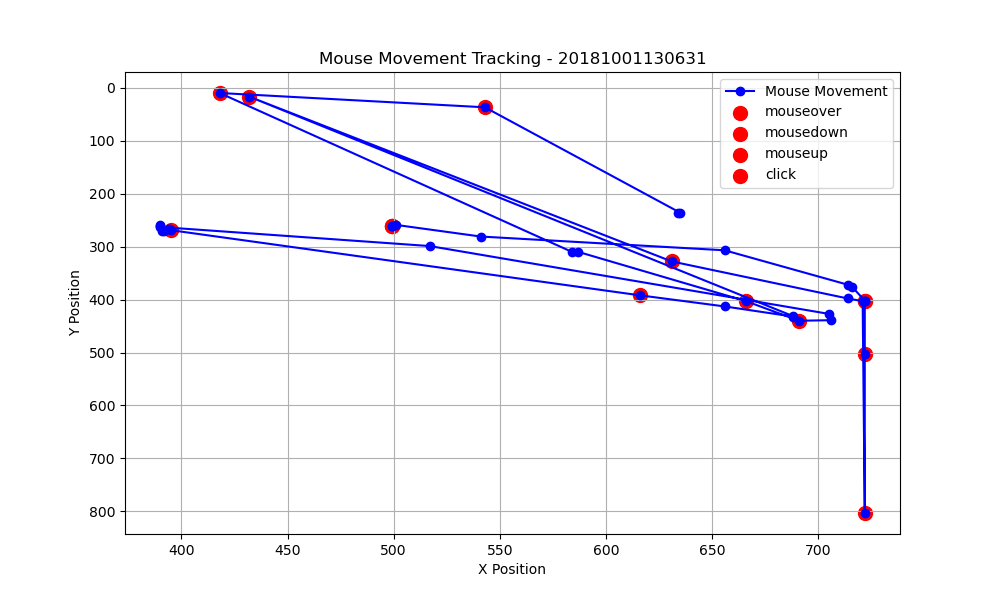 Mouse Movement Tracking - 20181001130631
Mouse Movement
mouseover
mousedown
mouseup
click
0
100
200
300
400
500
600
700
800
Y Position
400
450
500
550
600
650
700
X Position